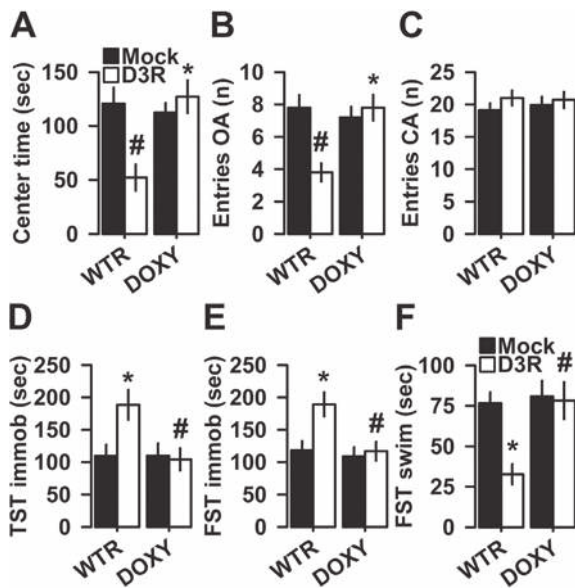 A
B
C
Mock
D3R
Center time (sec)
150
100
50
0
#
*
WTR
DOXY
Entries OA (n)
10
8
6
4
2
0
#
*
WTR
DOXY
Entries CA (n)
25
20
15
10
5
0
WTR
DOXY
D
E
F
TST immob (sec)
250
200
150
100
50
0
*
#
WTR
DOXY
FST immob (sec)
250
200
150
100
50
0
*
#
WTR
DOXY
Mock
D3R
FST swim (sec)
100
75
50
25
0
*
#
WTR
DOXY